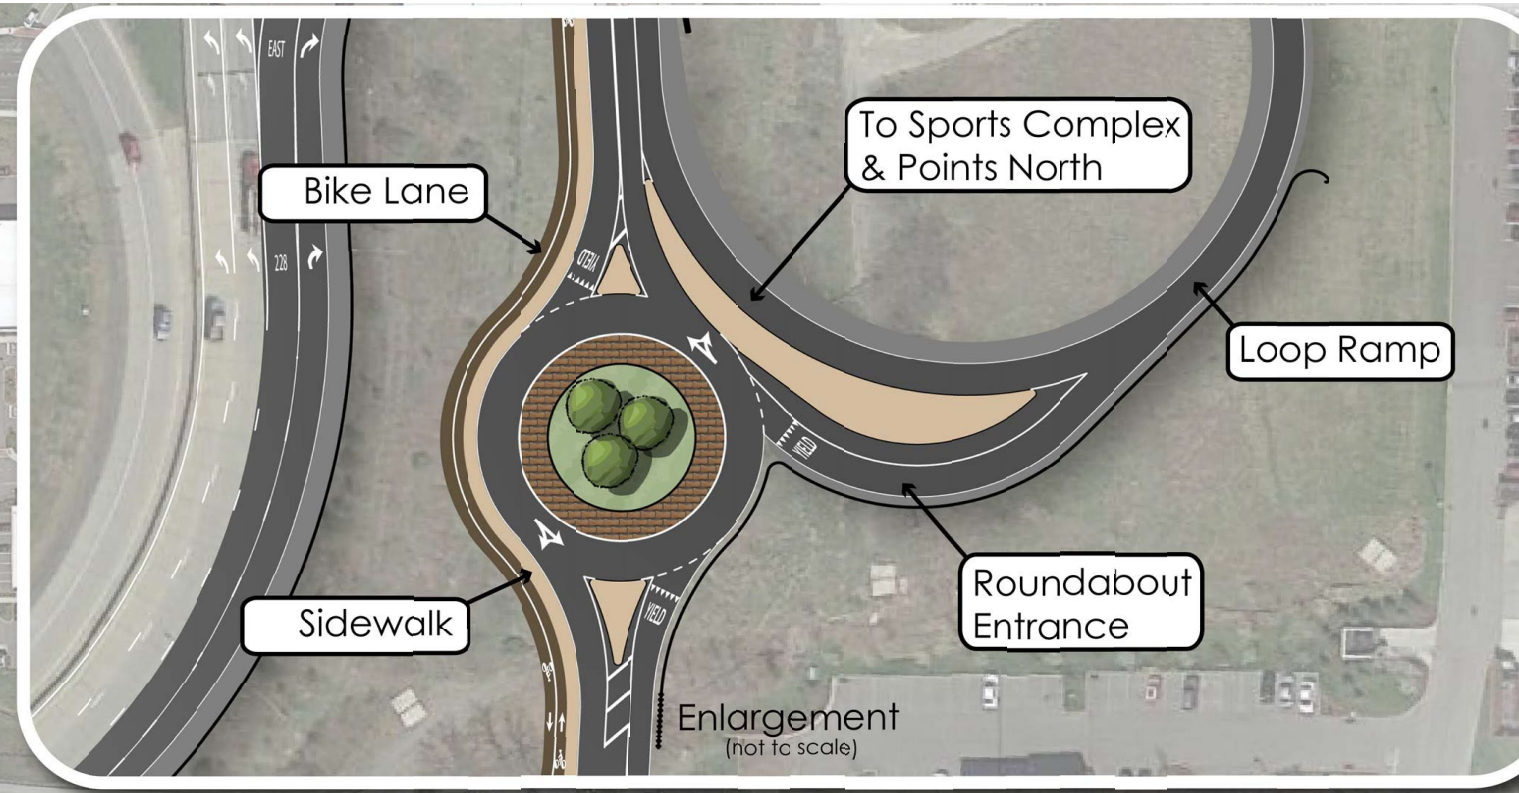 EAST
To Sports Complex
& Points North
Bike Lane
YIELD
228
Loop Ramp
YIELD
Roundabout
Entrance
YIELD
Sidewalk
Enlargement
(not to scale)